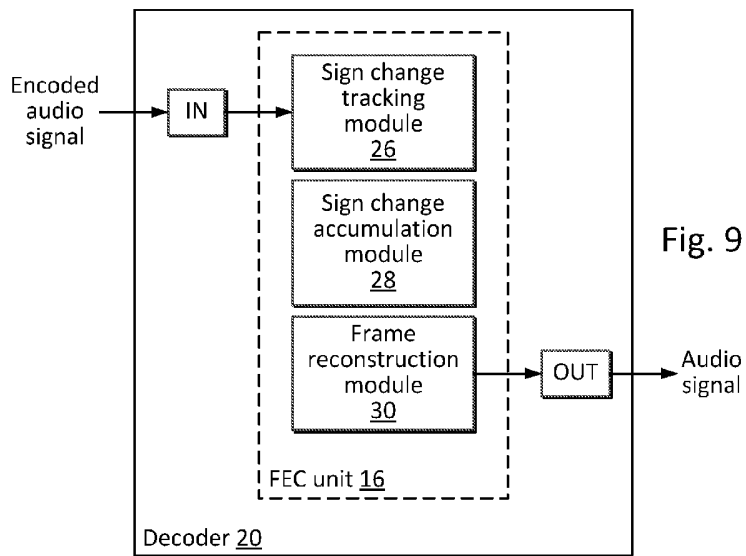 Encoded
audio
signal
IN
Sign change
tracking
module
26
Sign change
accumulation
module
28
Frame
reconstruction
module
30
OUT
Audio
signal
FEC unit 16
Decoder 20
Fig. 9